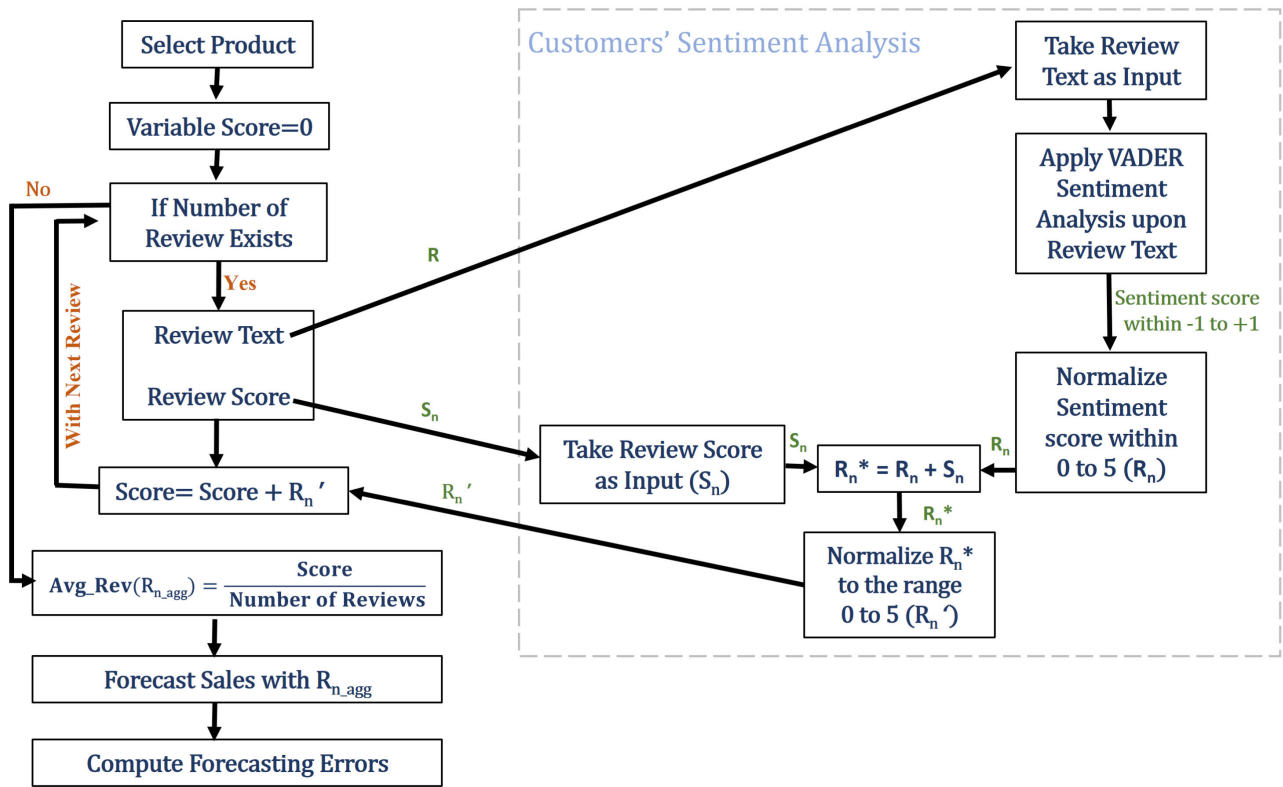 Select Product
Variable Score=0
No
If Number of
Review Exists
Yes
With Next Review
Review Text
Review Score
Score= Score + Rn′
Avg_Rev(Rn_agg) = Score / Number of Reviews
Forecast Sales with Rn_agg
Compute Forecasting Errors
Customers’ Sentiment Analysis
R
Sn
Rn′
Take Review
Text as Input
Apply VADER
Sentiment
Analysis upon
Review Text
Sentiment score
within -1 to +1
Normalize
Sentiment
score within
0 to 5 (Rn)
Rn
Take Review Score
as Input (Sn)
Sn
Rn* = Rn + Sn
Rn*
Normalize Rn*
to the range
0 to 5 (Rn‘)